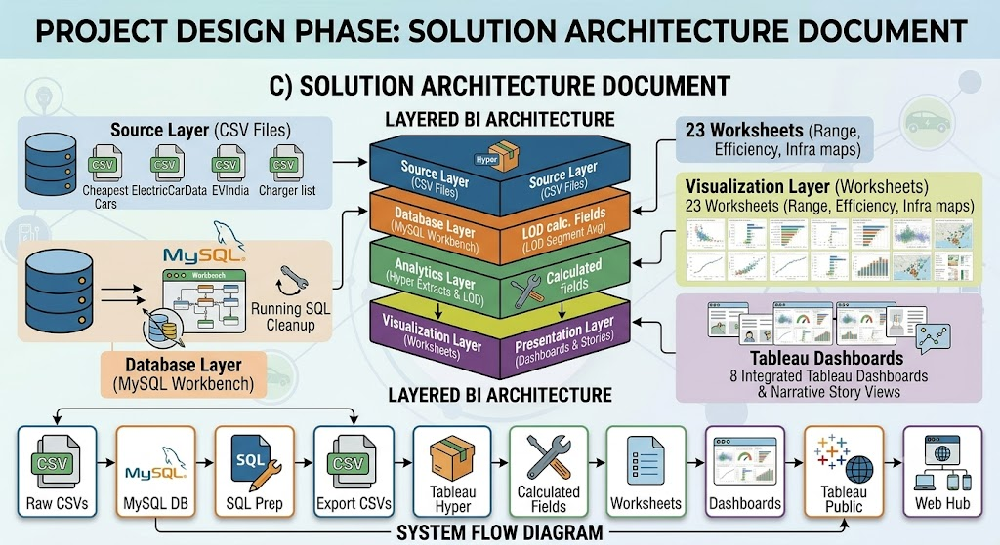 PROJECT DESIGN PHASE: SOLUTION ARCHITECTURE DOCUMENT
C) SOLUTION ARCHITECTURE DOCUMENT
Source Layer (CSV Files)
CSV
CSV
CSV
CSV
Cheapest
Cars
ElectricCarData
EVIndia
Charger list
MySQL
Workbench
Running SQL
Cleanup
Database Layer
(MySQL Workbench)
LAYERED BI ARCHITECTURE
Hyper
Source Layer
(CSV Files)
Source Layer
(CSV Files)
Database Layer
(MySQL Workbench)
LOD calc. Fields
(LOD Segment Avg)
Analytics Layer
(Hyper Extracts & LOD)
Calculated
fields
Visualization Layer
(Worksheets)
Presentation Layer
(Dashboards & Stories)
LAYERED BI ARCHITECTURE
23 Worksheets (Range,
Efficiency, Infra maps)
Visualization Layer (Worksheets)
23 Worksheets (Range, Efficiency, Infra maps)
Tableau Dashboards
8 Integrated Tableau Dashboards
& Narrative Story Views
CSV
Raw CSVs
MySQL
MySQL DB
SQL
SQL Prep
CSV
Export CSVs
Tableau
Hyper
Calculated
Fields
Worksheets
Dashboards
Tableau
Public
Web Hub
SYSTEM FLOW DIAGRAM